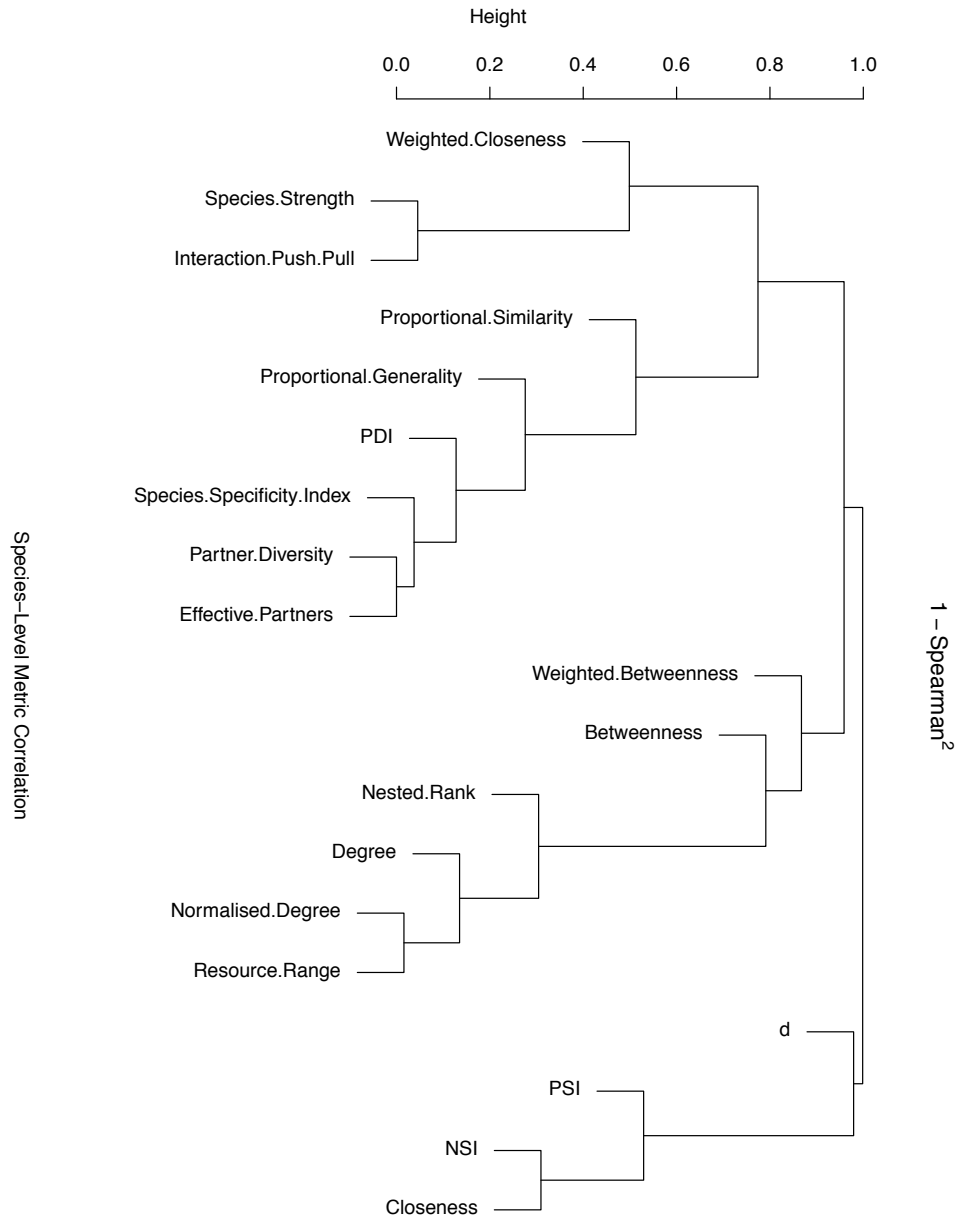 Height
0.0 0.2 0.4 0.6 0.8 1.0
Weighted.Closeness
Species.Strength
Interaction.Push.Pull
Proportional.Similarity
Proportional.Generality
PDI
Species.Specificity.Index
Partner.Diversity
Effective.Partners
Weighted.Betweenness
Betweenness
Nested.Rank
Degree
Normalised.Degree
Resource.Range
d
PSI
NSI
Closeness
Species−Level Metric Correlation
1 − Spearman²